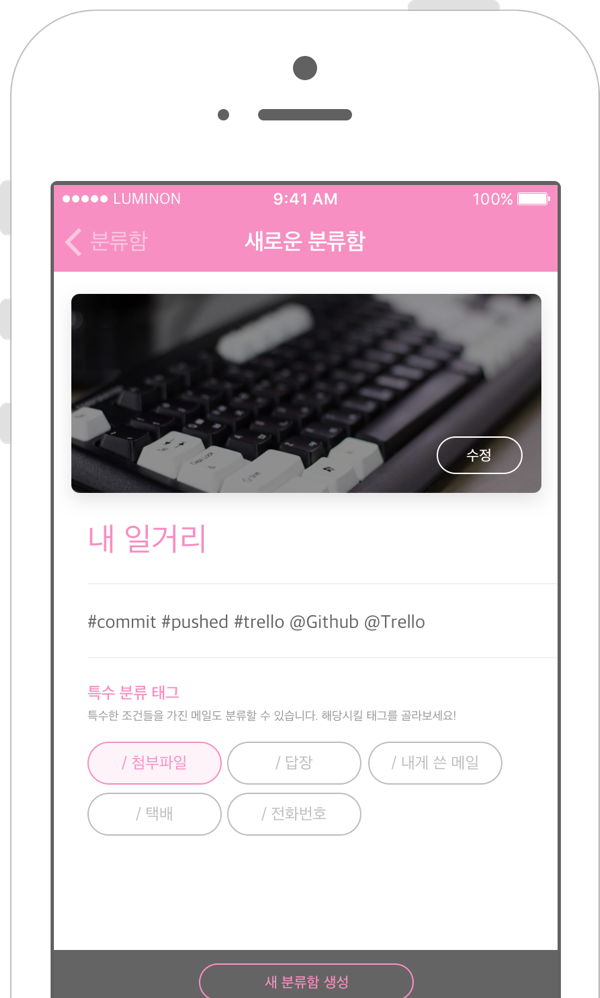 LUMINON 9:41 AM 100%
분류함 새로운 분류함
수정
내 일거리
#commit #pushed #trello @Github @Trello
특수 분류 태그
특수한 조건들을 가진 메일도 분류할 수 있습니다. 해당시킬 태그를 골라보세요!
/ 첨부파일 / 답장 / 내게 쓴 메일
/ 택배 / 전화번호
새 분류함 생성